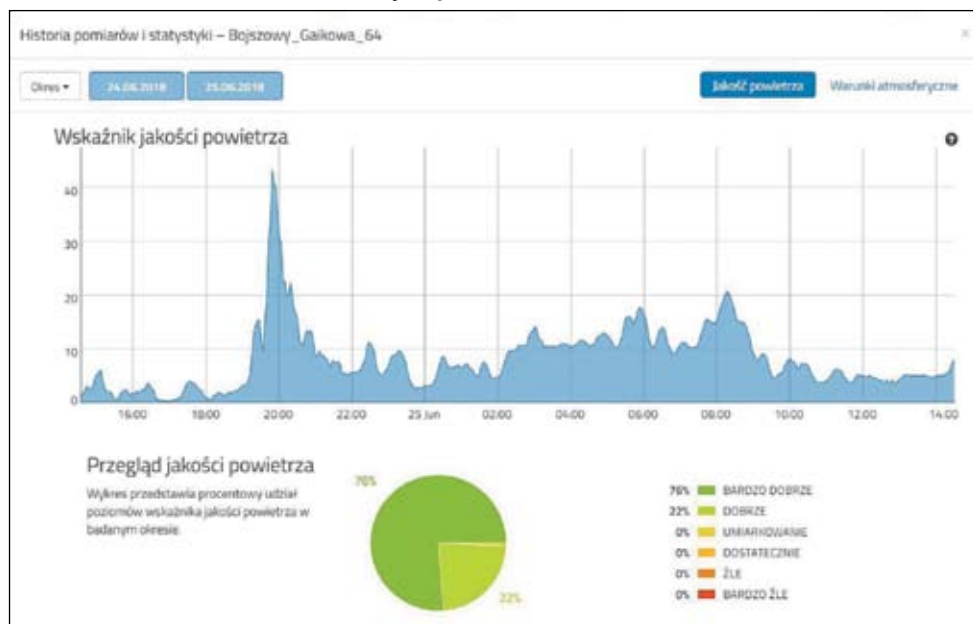 Historia pomiarów i statystyki – Bojszowy_Gaikowa_64
×
Okres
24.06.2018
25.06.2018
Jakość powietrza
Warunki atmosferyczne
Wskaźnik jakości powietrza
?
40
30
20
10
0
16:00
18:00
20:00
22:00
25 Jun
02:00
04:00
06:00
08:00
10:00
12:00
14:00
Przegląd jakości powietrza
Wykres przedstawia procentowy udział
poziomów wskaźnika jakości powietrza w
badanym okresie.
76%
22%
76% BARDZO DOBRZE
22% DOBRZE
0% UMIARKOWANIE
0% DOSTATECZNIE
0% ŹLE
0% BARDZO ŹLE